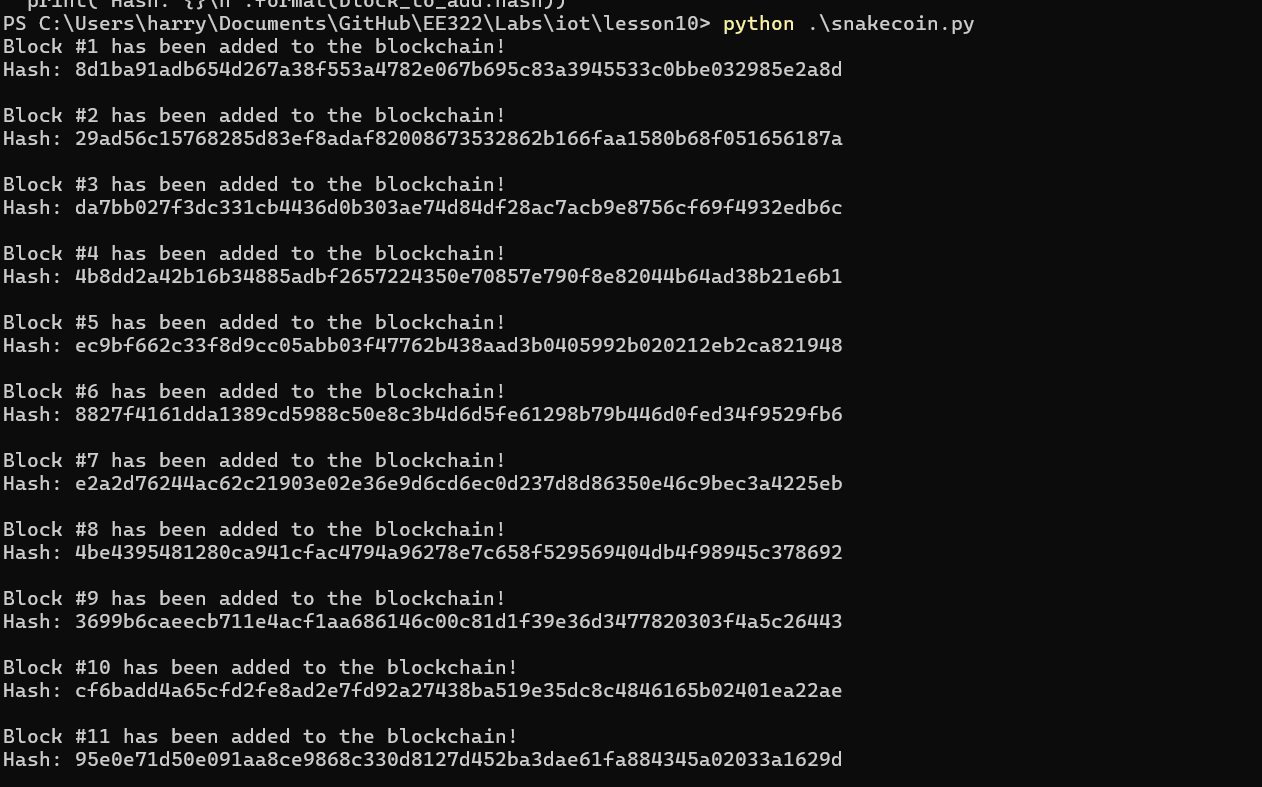 print("Hash: {}\n".format(block_to_add.hash))
PS C:\Users\harry\Documents\GitHub\EE322\Labs\iot\lesson10> python .\snakecoin.py
Block #1 has been added to the blockchain!
Hash: 8d1ba91adb654d267a38f553a4782e067b695c83a3945533c0bbe032985e2a8d
Block #2 has been added to the blockchain!
Hash: 29ad56c15768285d83ef8adaf82008673532862b166faa1580b68f051656187a
Block #3 has been added to the blockchain!
Hash: da7bb027f3dc331cb4436d0b303ae74d84df28ac7acb9e8756cf69f4932edb6c
Block #4 has been added to the blockchain!
Hash: 4b8dd2a42b16b34885adbf2657224350e70857e790f8e82044b64ad38b21e6b1
Block #5 has been added to the blockchain!
Hash: ec9bf662c33f8d9cc05abb03f47762b438aad3b0405992b020212eb2ca821948
Block #6 has been added to the blockchain!
Hash: 8827f4161dda1389cd5988c50e8c3b4d6d5fe61298b79b446d0fed34f9529fb6
Block #7 has been added to the blockchain!
Hash: e2a2d76244ac62c21903e02e36e9d6cd6ec0d237d8d86350e46c9bec3a4225eb
Block #8 has been added to the blockchain!
Hash: 4be4395481280ca941cfac4794a96278e7c658f529569404db4f98945c378692
Block #9 has been added to the blockchain!
Hash: 3699b6caeecb711e4acf1aa686146c00c81d1f39e36d3477820303f4a5c26443
Block #10 has been added to the blockchain!
Hash: cf6badd4a65cfd2fe8ad2e7fd92a27438ba519e35dc8c4846165b02401ea22ae
Block #11 has been added to the blockchain!
Hash: 95e0e71d50e091aa8ce9868c330d8127d452ba3dae61fa884345a02033a1629d